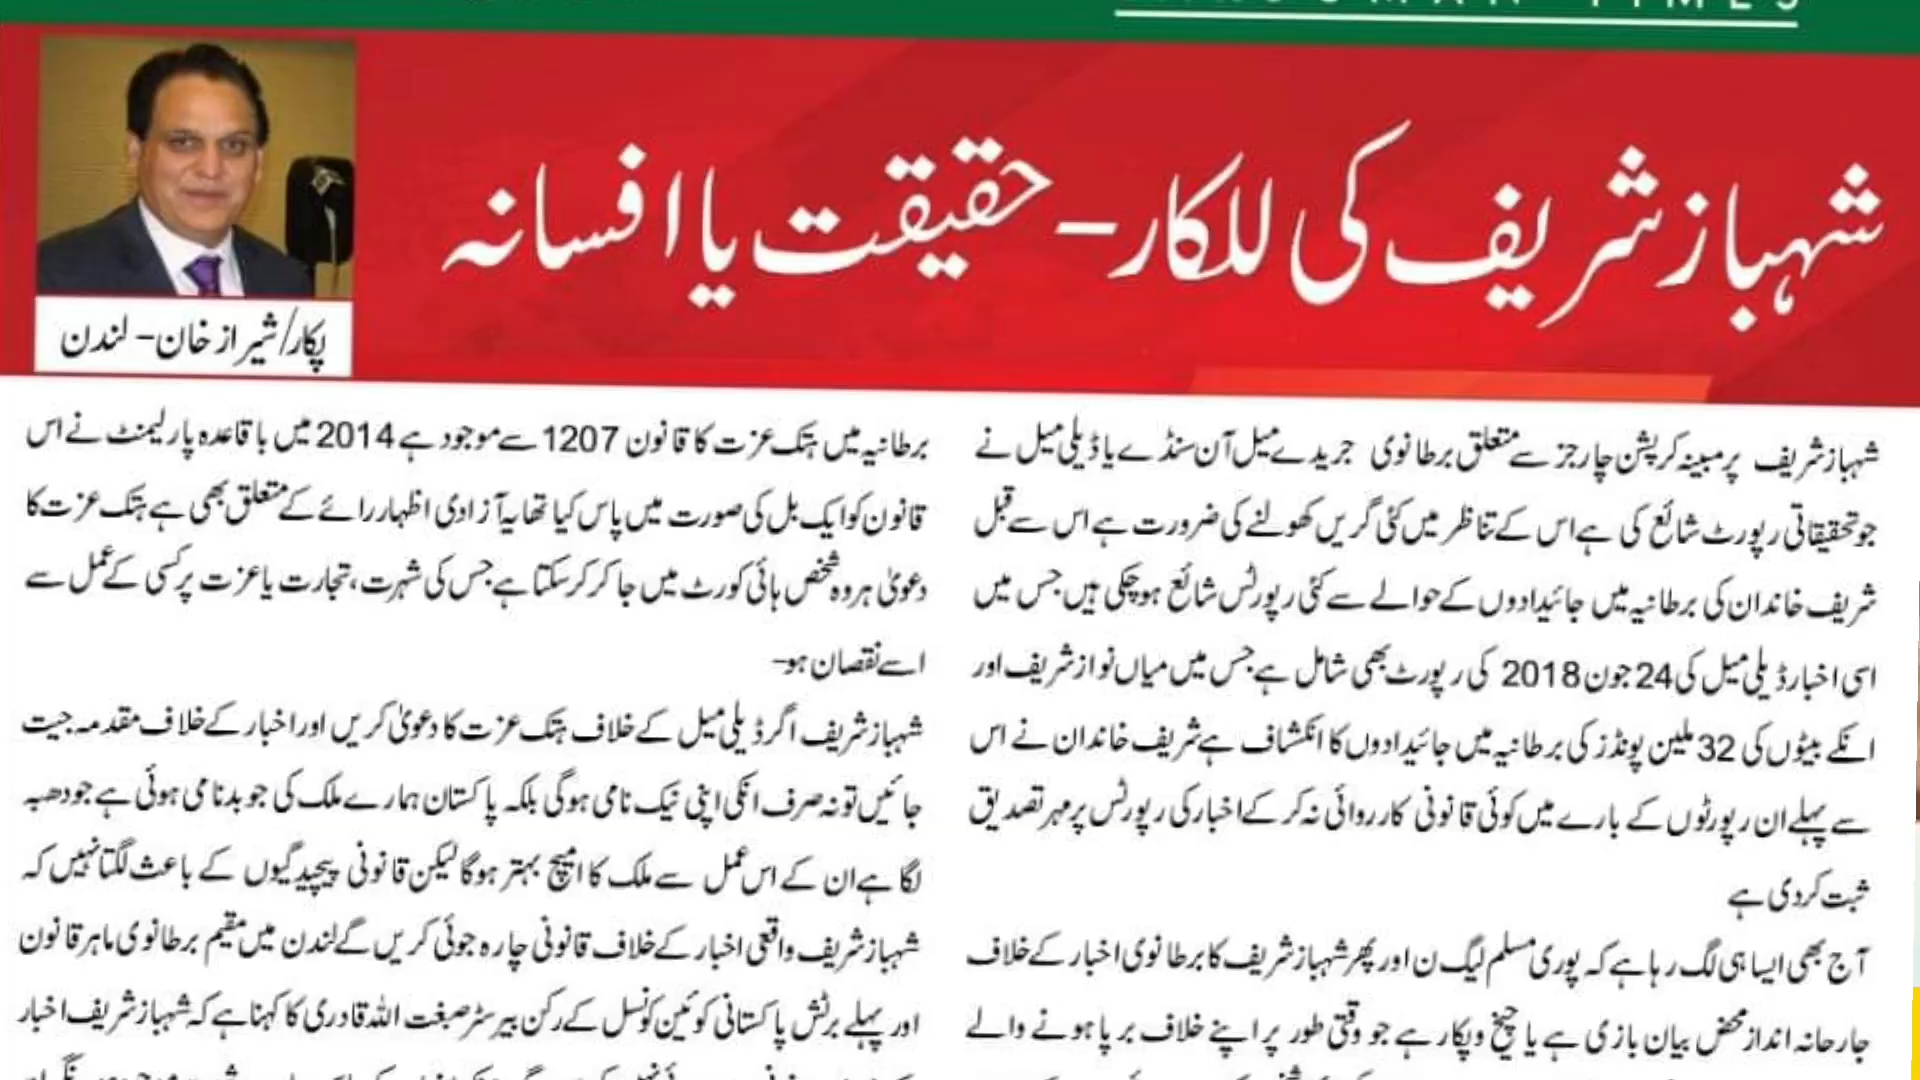 شہباز شریف کی للکار - حقیقت یا افسانہ
پکار/شیراز خان - لندن
شہباز شریف پر مبینہ کرپشن چارجز سے متعلق برطانوی جریدے میل آن سنڈے یا ڈیلی میل نے
جو تحقیقاتی رپورٹ شائع کی ہے اس کے تناظر میں کئی گریں کھولنے کی ضرورت ہے اس سے قبل
شریف خاندان کی برطانیہ میں جائیدادوں کے حوالے سے کئی رپورٹس شائع ہوچکی ہیں جس میں
اسی اخبار ڈیلی میل کی 24 جون 2018 کی رپورٹ بھی شامل ہے جس میں میاں نواز شریف اور
انکے بیٹوں کی 32 ملین پونڈز کی برطانیہ میں جائیدادوں کا انکشاف ہے شریف خاندان نے اس
سے پہلے ان رپورٹوں کے بارے میں کوئی قانونی کارروائی نہ کر کے اخبار کی رپورٹس پر مہر تصدیق
ثبت کردی ہے
آج بھی ایسا ہی لگ رہا ہے کہ پوری مسلم لیگ ن اور پھر شہباز شریف کا برطانوی اخبار کے خلاف
جارحانہ انداز محض بیان بازی ہے یا چیخ و پکار ہے جو وقتی طور پر اپنے خلاف برپا ہونے والے
برطانیہ میں ہتک عزت کا قانون 1207 سے موجود ہے 2014 میں باقاعدہ پارلیمنٹ نے اس
قانون کو ایک بل کی صورت میں پاس کیا تھا یہ آزادی اظہار رائے کے متعلق بھی ہے ہتک عزت کا
دعویٰ ہر وہ شخص ہائی کورٹ میں جا کر کرسکتا ہے جس کی شہرت، تجارت یا عزت پر کسی کے عمل سے
اسے نقصان ہو-
شہباز شریف اگر ڈیلی میل کے خلاف ہتک عزت کا دعویٰ کریں اور اخبار کے خلاف مقدمہ جیت
جائیں تو نہ صرف انکی اپنی نیک نامی ہوگی بلکہ پاکستان ہمارے ملک کی جو بدنامی ہوئی ہے جو دھبہ
لگا ہے ان کے اس عمل سے ملک کا امیج بہتر ہوگا لیکن قانونی پیچیدگیوں کے باعث لگتا نہیں کہ
شہباز شریف واقعی اخبار کے خلاف قانونی چارہ جوئی کریں گے لندن میں مقیم برطانوی ماہر قانون
اور پہلے برٹش پاکستانی کوئین کونسل کے رکن بیرسٹر صبغت اللہ قادری کا کہنا ہے کہ شہباز شریف اخبار